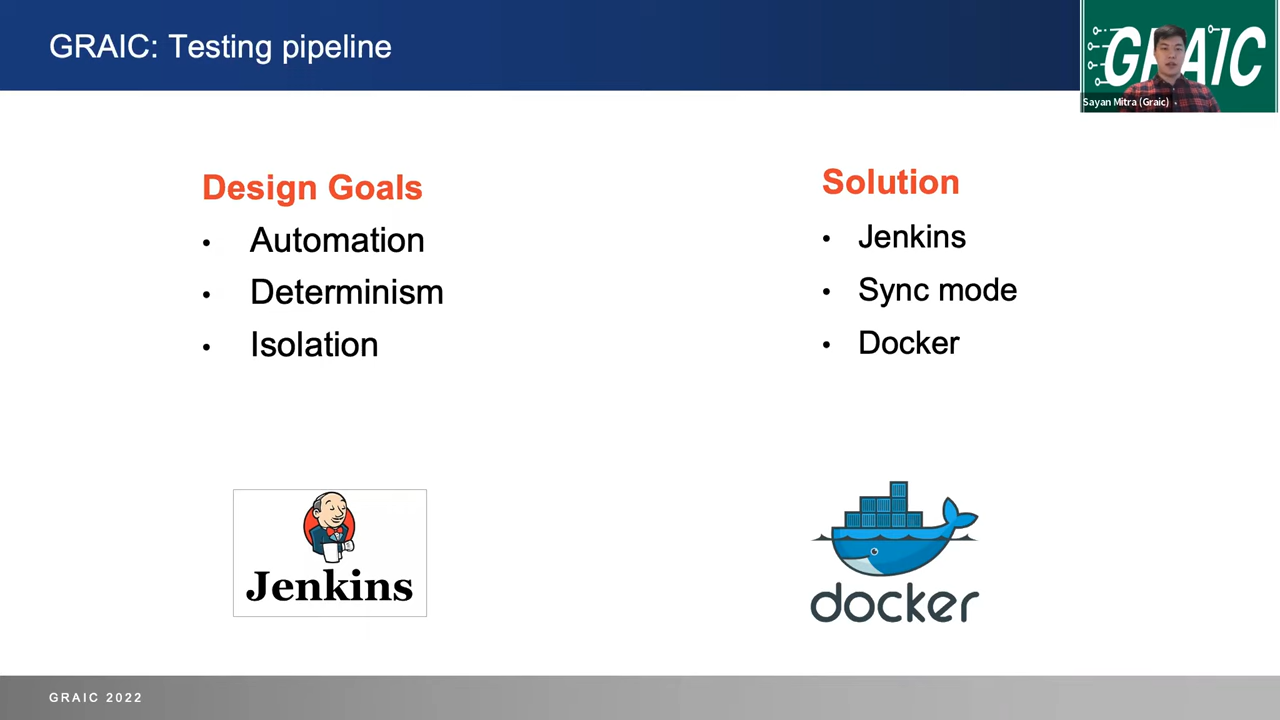 GRAIC: Testing pipeline
GRAIC
Sayan Mitra (Graic)
Design Goals
• Automation
• Determinism
• Isolation
Solution
• Jenkins
• Sync mode
• Docker
Jenkins
docker
GRAIC 2022